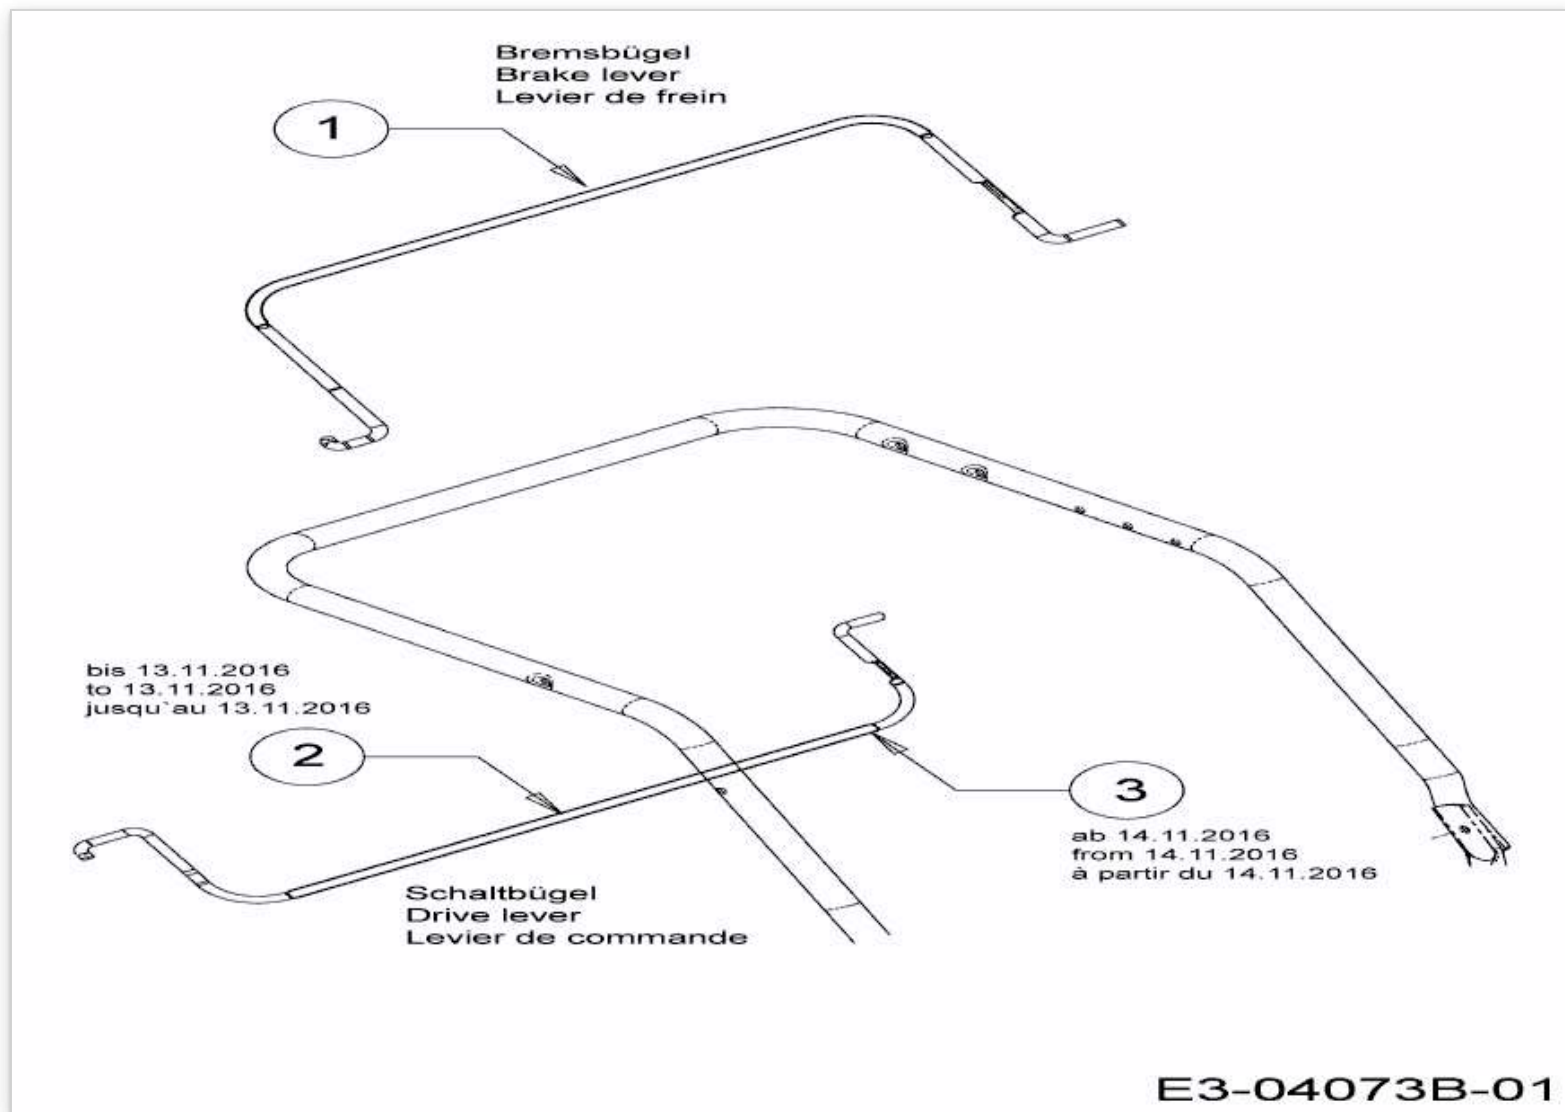 Bremsbügel
Brake lever
Levier de frein
1
bis 13.11.2016
to 13.11.2016
jusqu`au 13.11.2016
2
3
ab 14.11.2016
from 14.11.2016
à partir du 14.11.2016
Schaltbügel
Drive lever
Levier de commande
E3-04073B-01